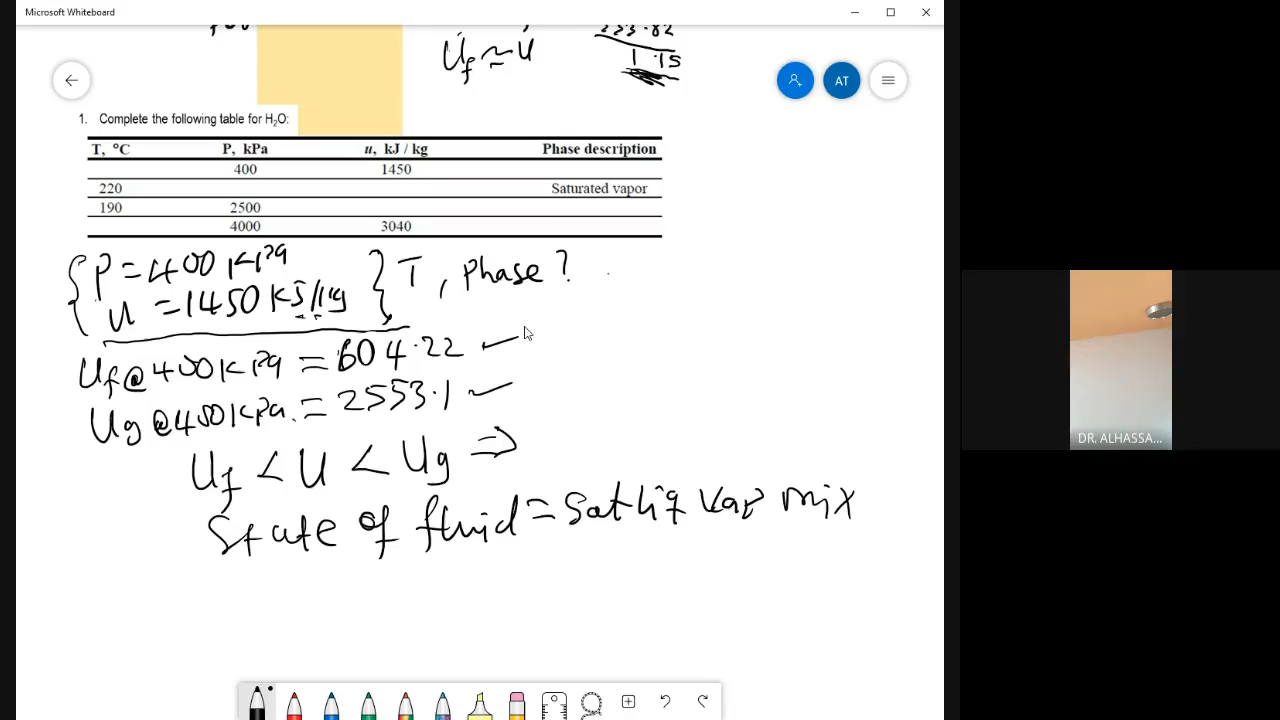 Microsoft Whiteboard
253.82
Uf ≈ u
1.15
AT
1. Complete the following table for H2O:
T, °C P, kPa u, kJ / kg Phase description
400 1450
220 Saturated vapor
190 2500
4000 3040
P = 400 kPa
u = 1450 kJ/kg
T, phase?
Uf@400kPa = 604.22
Ug@400kPa. = 2553.1
Uf < U < Ug ⇒
State of fluid = Sat liq vap mix
DR. ALHASSA...